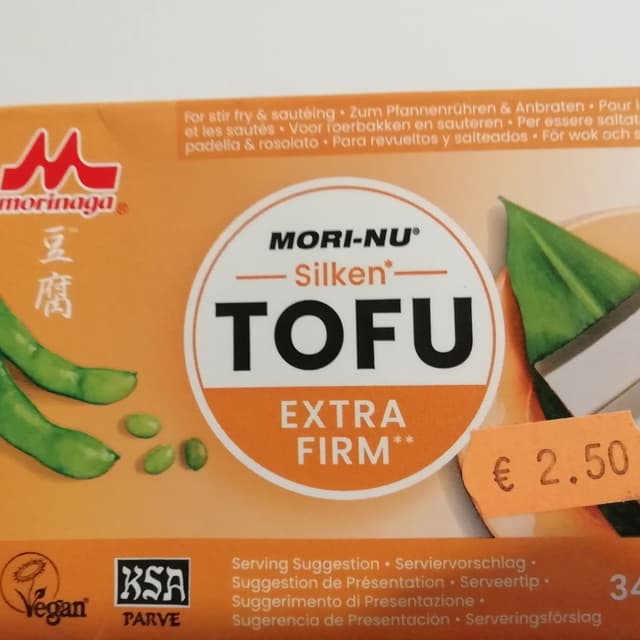 For stir fry & sautéing • Zum Pfannenrühren & Anbraten • Pour
et les sautés • Voor roerbakken en sauteren • Per essere saltat
padella & rosolato • Para revueltos y salteados • För wok och s
morinaga®
豆
腐
MORI-NU®
Silken*
TOFU
EXTRA
FIRM**
€ 2.50
Vegan
KSA
PARVE
Serving Suggestion • Serviervorschlag •
Suggestion de Présentation • Serveertip •
Suggerimento di Presentazione •
Sugerencia de Presentación • Serveringsförslag
34